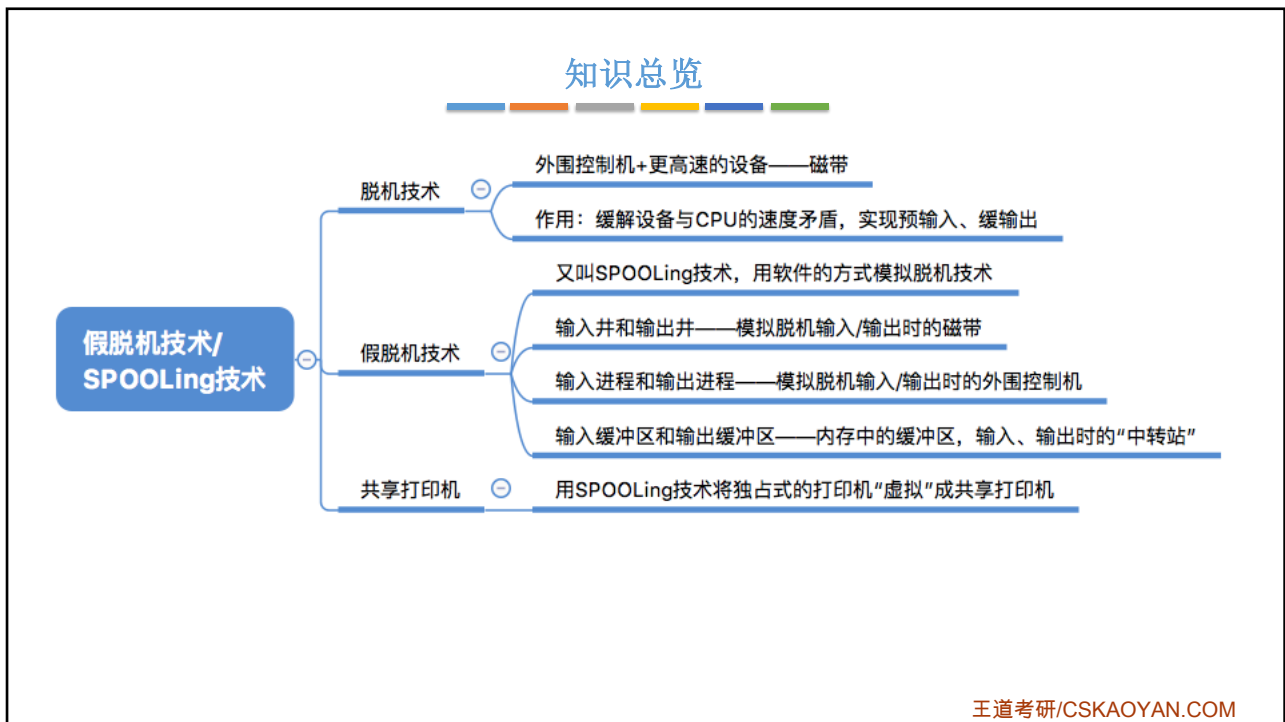 知识总览
外围控制机+更高速的设备——磁带
脱机技术
作用：缓解设备与CPU的速度矛盾，实现预输入、缓输出
又叫SPOOLing技术，用软件的方式模拟脱机技术
输入井和输出井——模拟脱机输入/输出时的磁带
假脱机技术/
SPOOLing技术
假脱机技术
输入进程和输出进程——模拟脱机输入/输出时的外围控制机
输入缓冲区和输出缓冲区——内存中的缓冲区，输入、输出时的“中转站”
共享打印机
用SPOOLing技术将独占式的打印机“虚拟”成共享打印机
王道考研/CSKAOYAN.COM